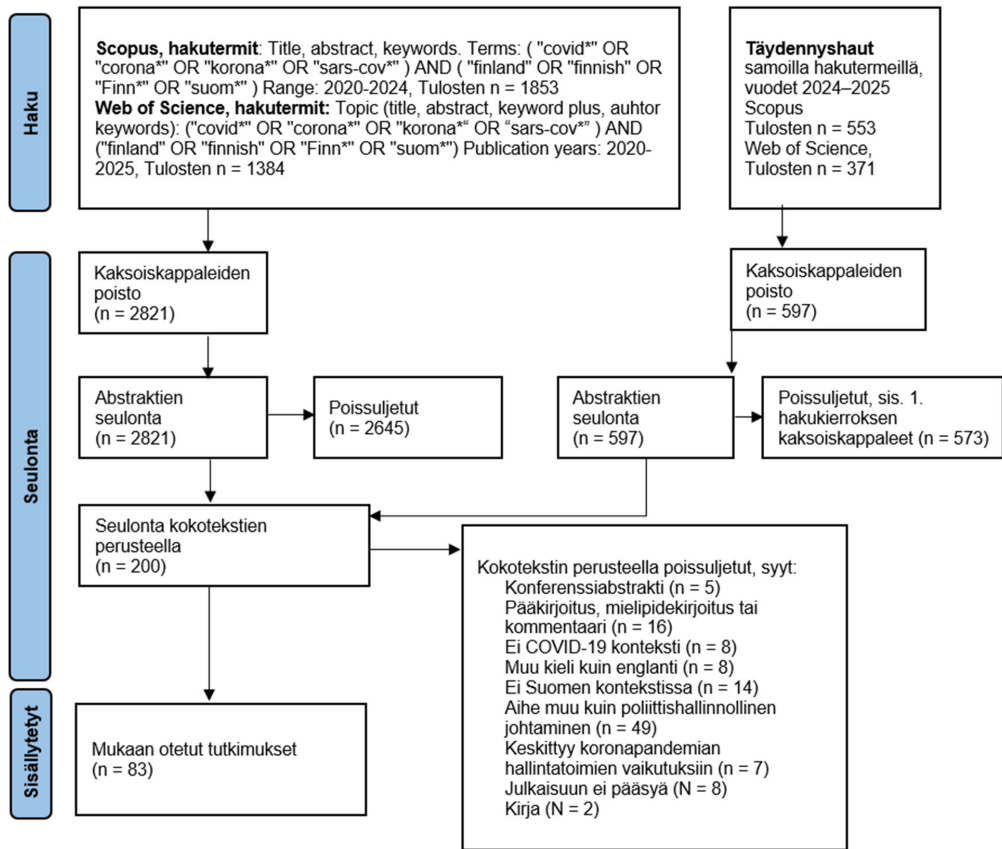 Haku
Scopus, hakutermit: Title, abstract, keywords. Terms: ( "covid*" OR
"corona*" OR "korona*" OR "sars-cov*" ) AND ( "finland" OR "finnish" OR
"Finn*" OR "suom*" ) Range: 2020-2024, Tulosten n = 1853
Web of Science, hakutermit: Topic (title, abstract, keyword plus, auhtor
keywords): ("covid*" OR "corona*" OR "korona*“ OR “sars-cov*” ) AND
("finland" OR "finnish" OR "Finn*" OR "suom*") Publication years: 2020-
2025, Tulosten n = 1384
Täydennyshaut
samoilla hakutermeillä,
vuodet 2024–2025
Scopus
Tulosten n = 553
Web of Science,
Tulosten n = 371
Seulonta
Kaksoiskappaleiden
poisto
(n = 2821)
Kaksoiskappaleiden
poisto
(n = 597)
Abstraktien
seulonta
(n = 2821)
Poissuljetut
(n = 2645)
Abstraktien
seulonta
(n = 597)
Poissuljetut, sis. 1.
hakukierroksen
kaksoiskappaleet (n = 573)
Seulonta kokotekstien
perusteella
(n = 200)
Kokotekstin perusteella poissuljetut, syyt:
Konferenssiabstrakti (n = 5)
Pääkirjoitus, mielipidekirjoitus tai
kommentaari (n = 16)
Ei COVID-19 konteksti (n = 8)
Muu kieli kuin englanti (n = 8)
Ei Suomen kontekstissa (n = 14)
Aihe muu kuin poliittishallinnollinen
johtaminen (n = 49)
Keskittyy koronapandemian
hallintatoimien vaikutuksiin (n = 7)
Julkaisuun ei pääsyä (N = 8)
Kirja (N = 2)
Sisällytetyt
Mukaan otetut tutkimukset
(n = 83)